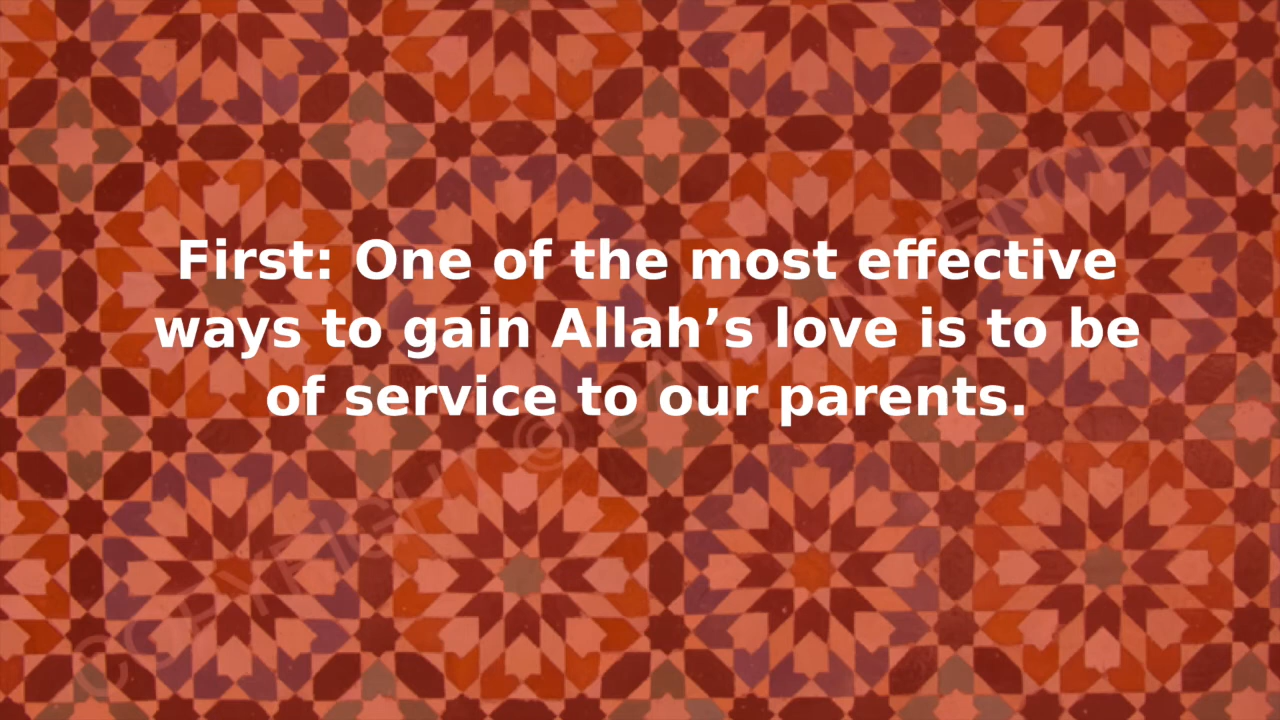 First: One of the most effective
ways to gain Allah’s love is to be
of service to our parents.